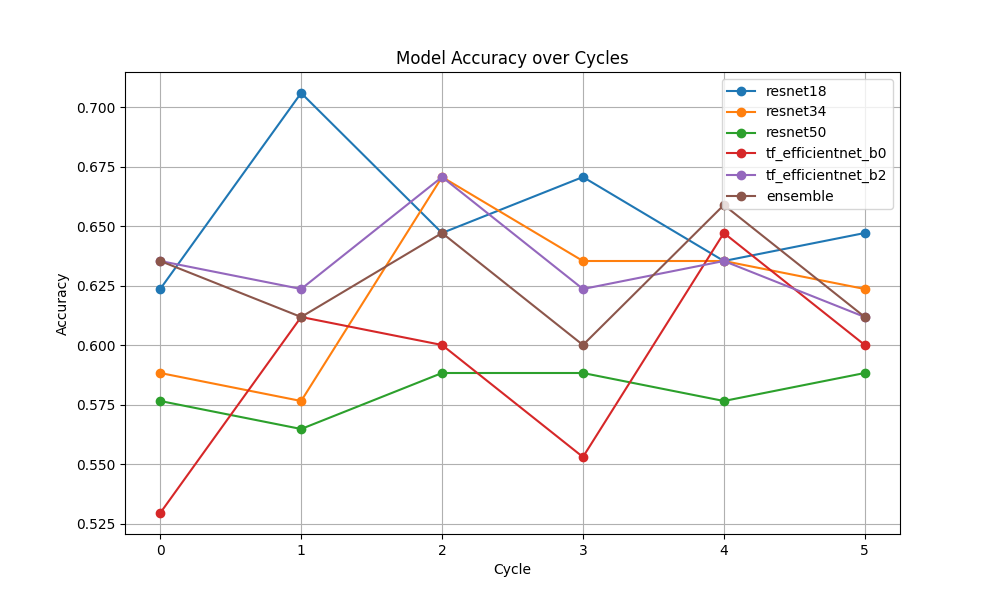 Model Accuracy over Cycles
resnet18
resnet34
resnet50
tf_efficientnet_b0
tf_efficientnet_b2
ensemble
Accuracy
0.700
0.675
0.650
0.625
0.600
0.575
0.550
0.525
0 1 2 3 4 5
Cycle